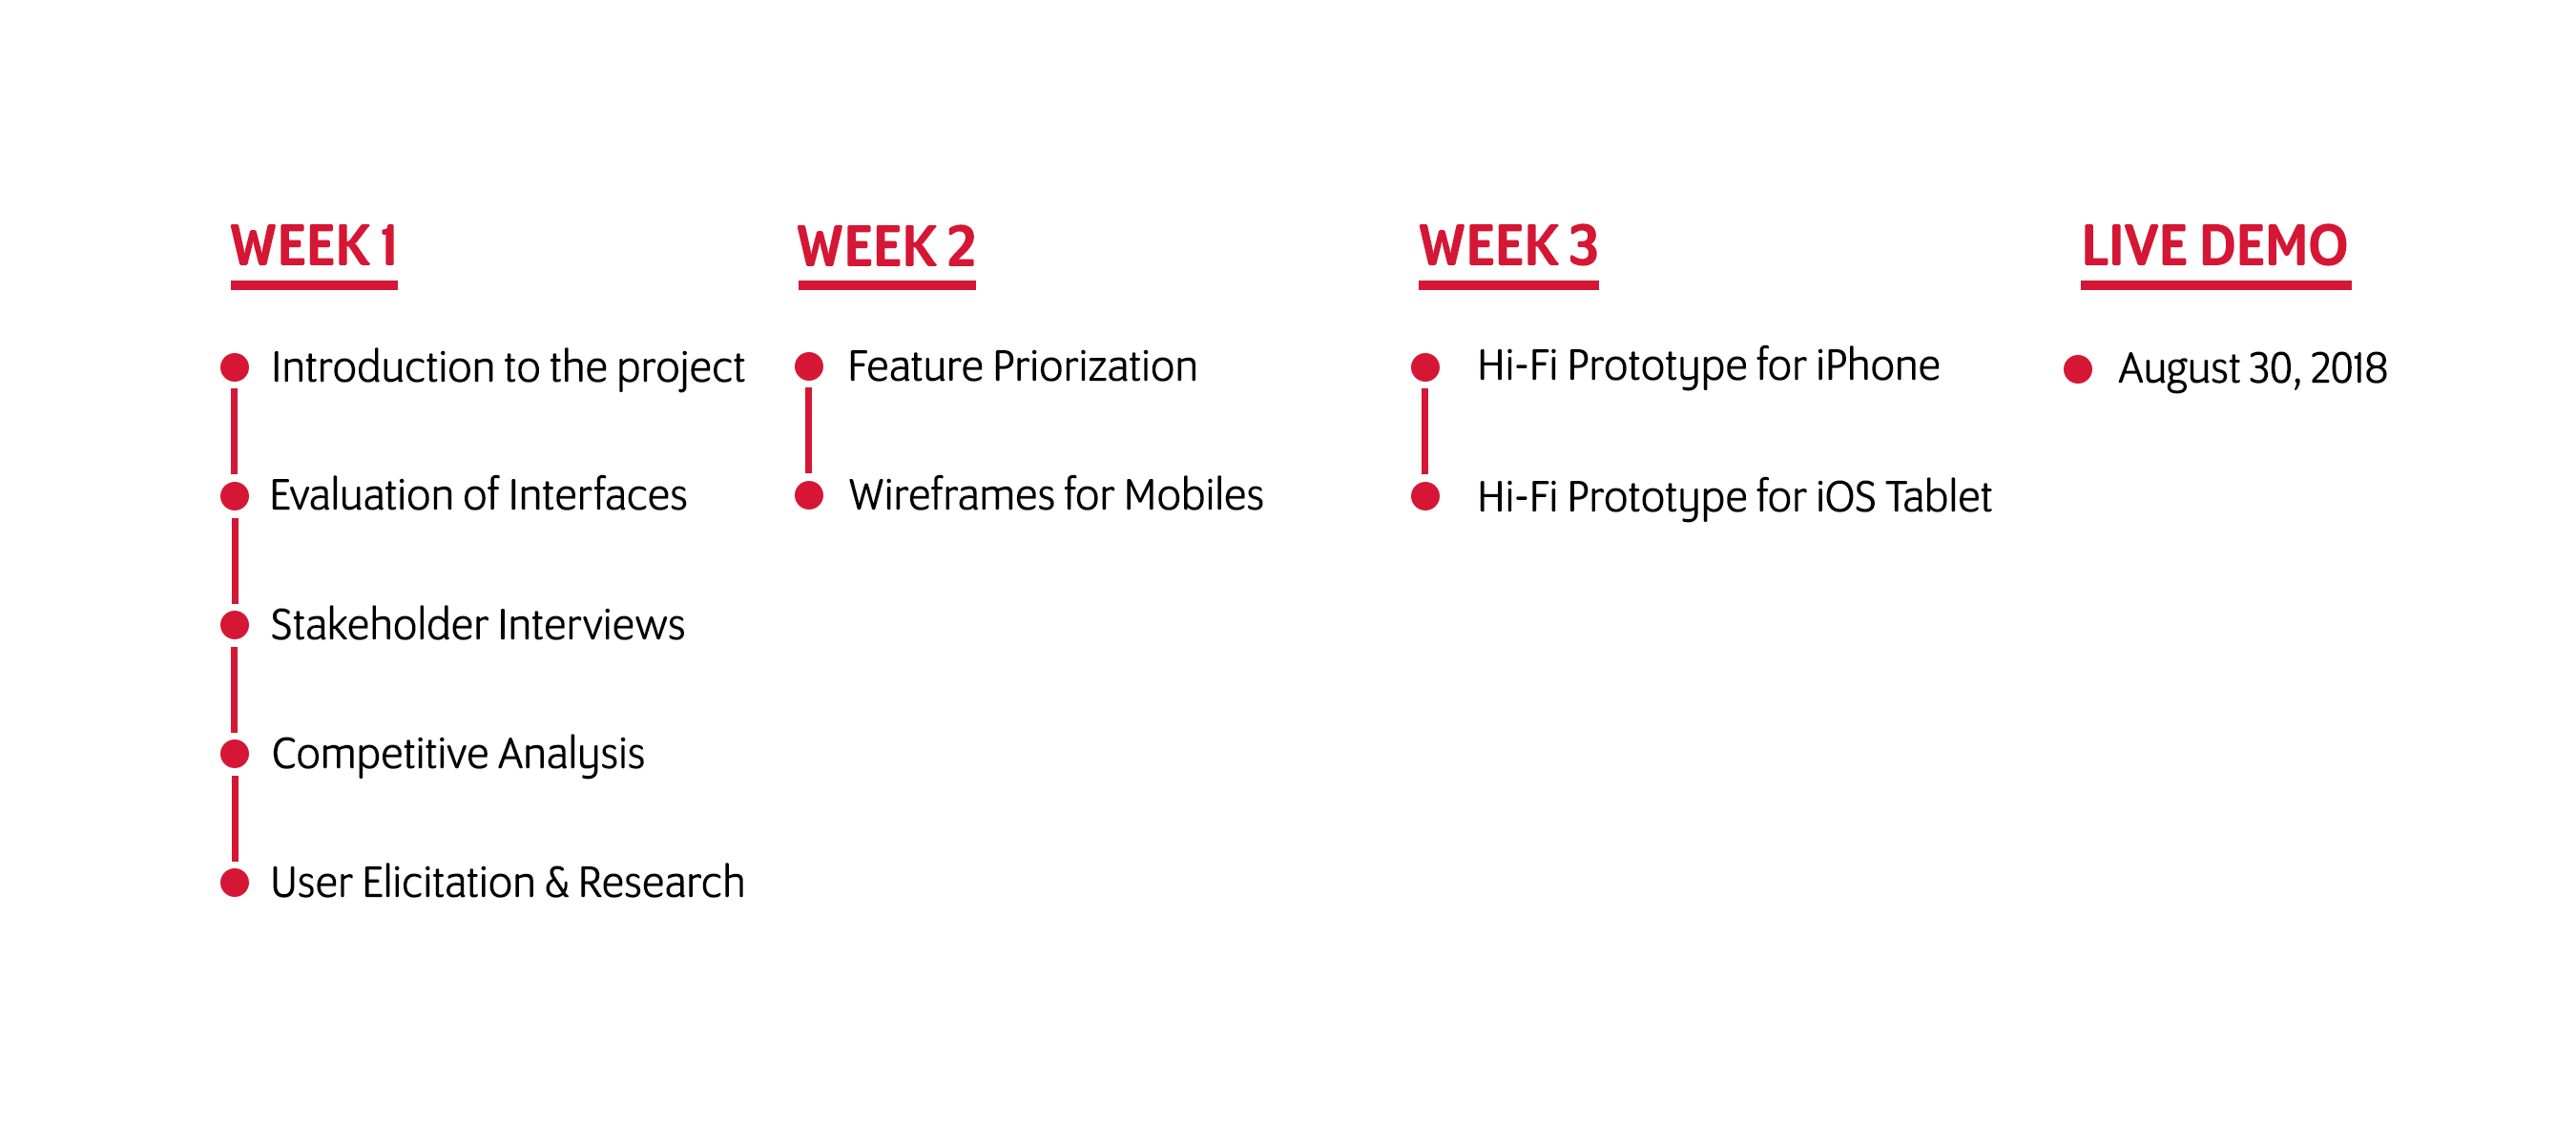 WEEK 1
Introduction to the project
Evaluation of Interfaces
Stakeholder Interviews
Competitive Analysis
User Elicitation & Research
WEEK 2
Feature Priorization
Wireframes for Mobiles
WEEK 3
Hi-Fi Prototype for iPhone
Hi-Fi Prototype for iOS Tablet
LIVE DEMO
August 30, 2018